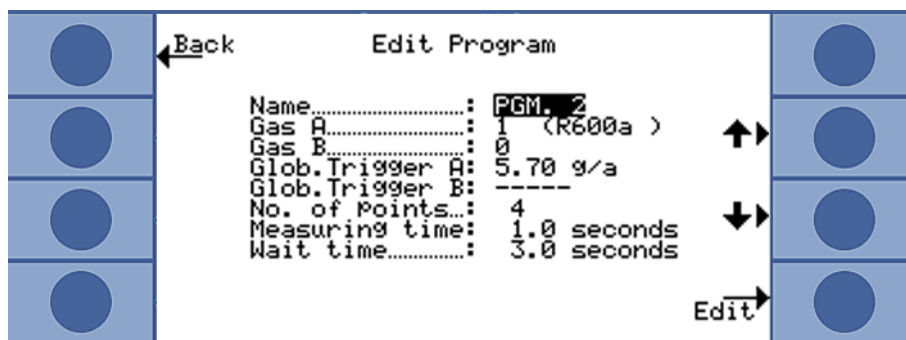 Back Edit Program
Name……………………: PGM. 2
Gas A……………………: 1 (R600a )
Gas B……………………: 0
Glob.Trigger A: 5.70 g/a
Glob.Trigger B: -----
No. of Points…: 4
Measuring time: 1.0 seconds
Wait time……………: 3.0 seconds
Edit